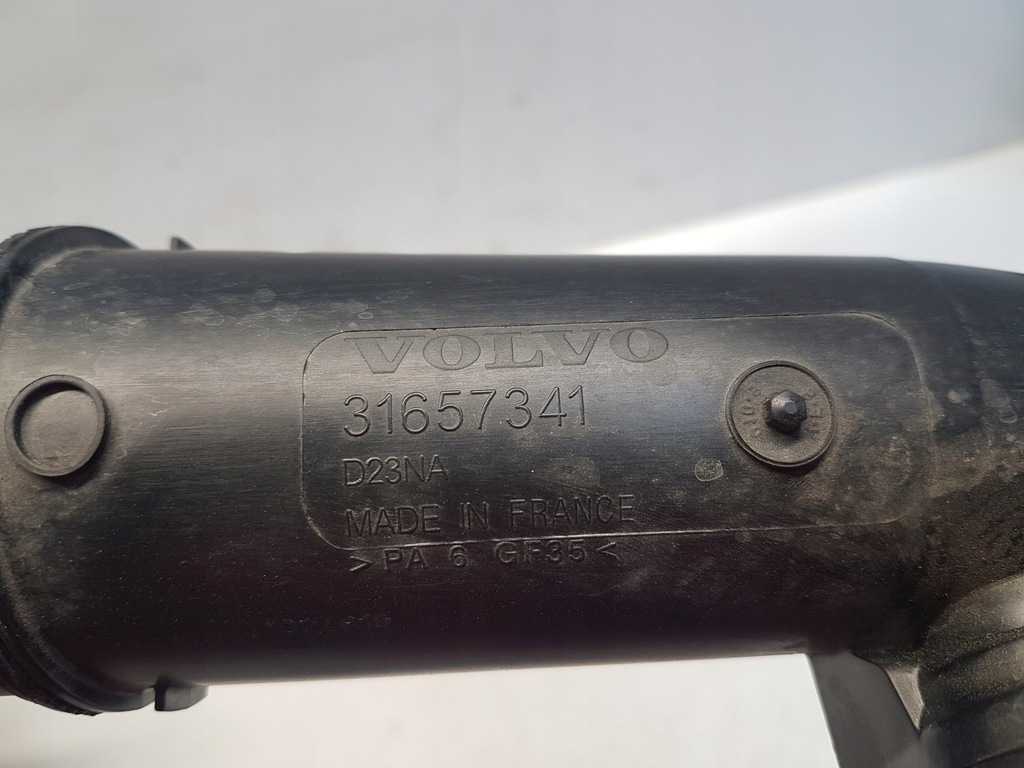 VOLVO
31657341
D23NA
MADE IN FRANCE
>PA 6 GF35<